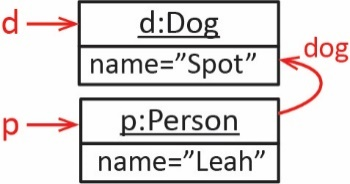 d
d:Dog
name=”Spot”
dog
p
p:Person
name=”Leah”